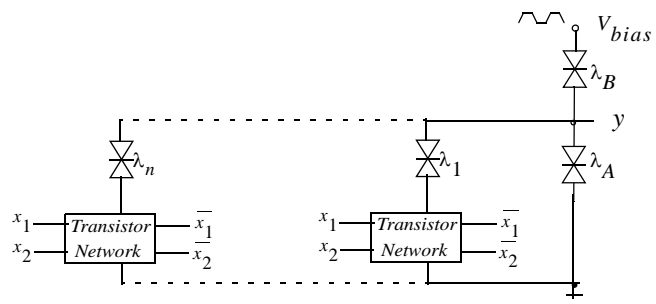 V_bias
λ_B
y
λ_n
λ_1
λ_A
x_1 Transistor x̄_1
x_2 Network x̄_2
x_1 Transistor x̄_1
x_2 Network x̄_2